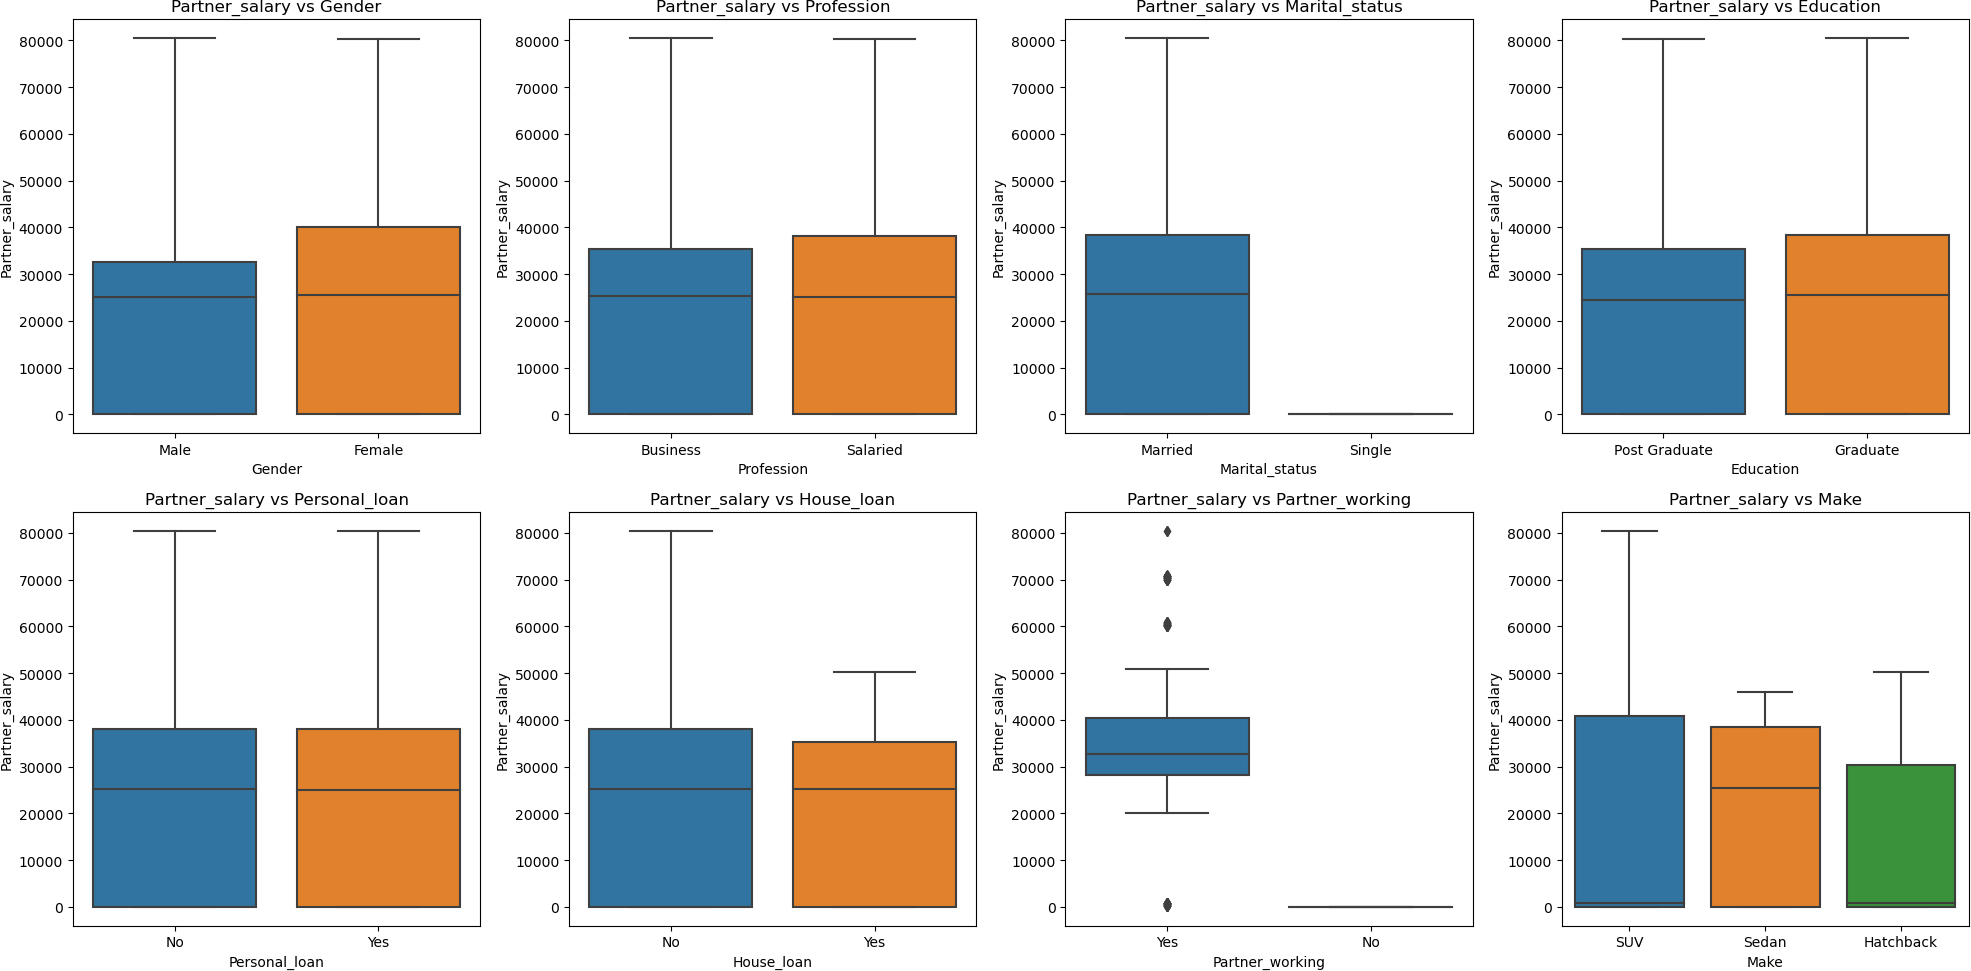 Partner_salary vs Gender
Partner_salary
80000
70000
60000
50000
40000
30000
20000
10000
0
Male Female
Gender
Partner_salary vs Profession
Partner_salary
80000
70000
60000
50000
40000
30000
20000
10000
0
Business Salaried
Profession
Partner_salary vs Marital_status
Partner_salary
80000
70000
60000
50000
40000
30000
20000
10000
0
Married Single
Marital_status
Partner_salary vs Education
Partner_salary
80000
70000
60000
50000
40000
30000
20000
10000
0
Post Graduate Graduate
Education
Partner_salary vs Personal_loan
Partner_salary
80000
70000
60000
50000
40000
30000
20000
10000
0
No Yes
Personal_loan
Partner_salary vs House_loan
Partner_salary
80000
70000
60000
50000
40000
30000
20000
10000
0
No Yes
House_loan
Partner_salary vs Partner_working
Partner_salary
80000
70000
60000
50000
40000
30000
20000
10000
0
Yes No
Partner_working
Partner_salary vs Make
Partner_salary
80000
70000
60000
50000
40000
30000
20000
10000
0
SUV Sedan Hatchback
Make